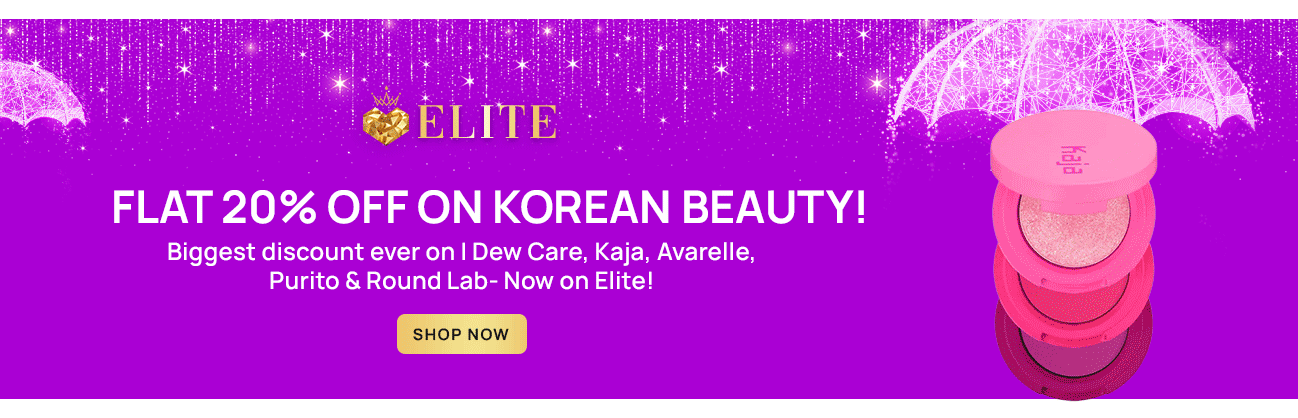 ELITE
FLAT 20% OFF ON KOREAN BEAUTY!
Biggest discount ever on I Dew Care, Kaja, Avarelle,
Purito & Round Lab- Now on Elite!
SHOP NOW
Kaja